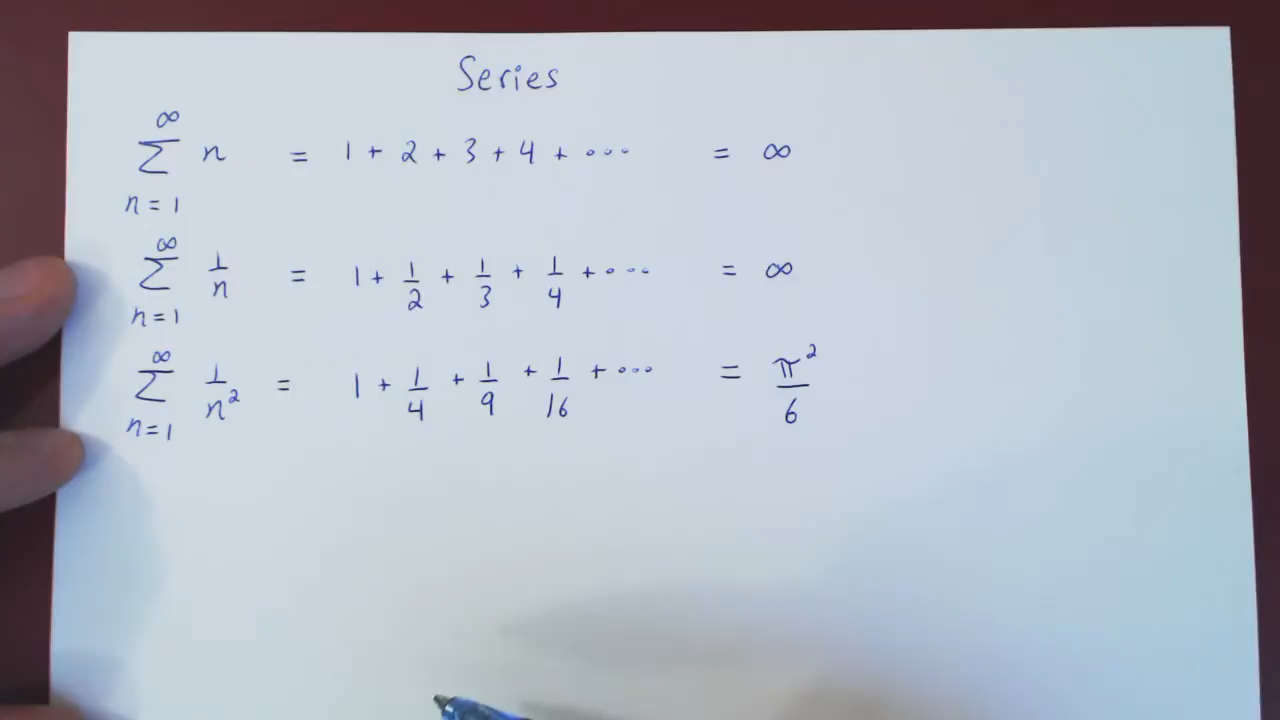 Series
∞
∑ n = 1 + 2 + 3 + 4 + ··· = ∞
n = 1
∞
∑ 1/n = 1 + 1/2 + 1/3 + 1/4 + ··· = ∞
n = 1
∞
∑ 1/n² = 1 + 1/4 + 1/9 + 1/16 + ··· = π²/6
n = 1